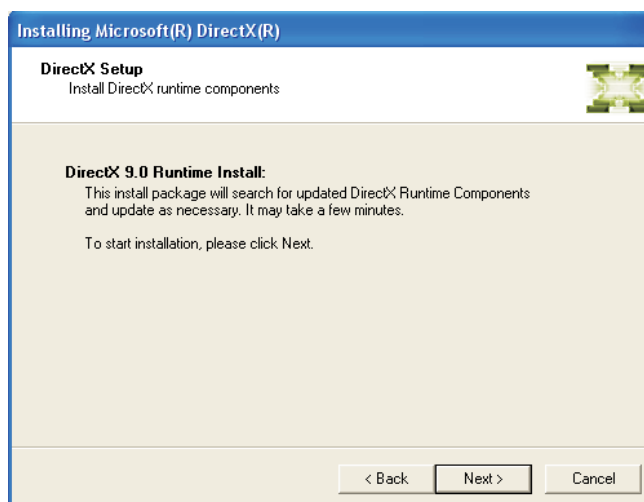 Installing Microsoft(R) DirectX(R)
DirectX Setup
Install DirectX runtime components
DirectX 9.0 Runtime Install:
This install package will search for updated DirectX Runtime Components
and update as necessary. It may take a few minutes.
To start installation, please click Next.
< Back
Next >
Cancel